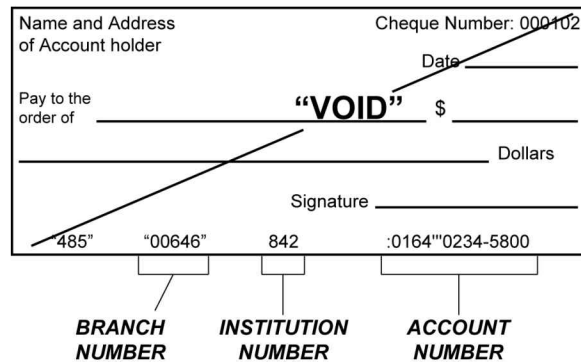 Name and Address Cheque Number: 000102
of Account holder
Date
Pay to the
order of “VOID” $
Dollars
Signature
“485” “00646” 842 :0164'''0234-5800
BRANCH INSTITUTION ACCOUNT
NUMBER NUMBER NUMBER